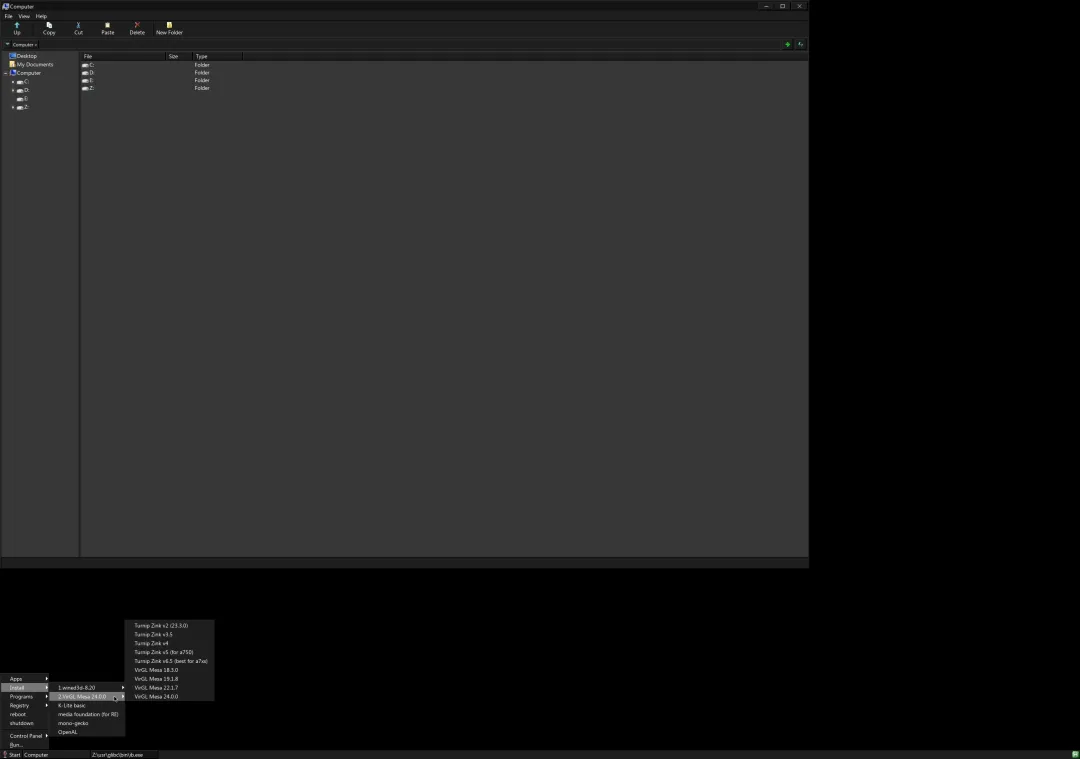 Computer
File View Help
Up Copy Cut Paste Delete New Folder
Computer
Desktop
My Documents
Computer
C:
D:
E:
Z:
File Size Type
C: Folder
D: Folder
E: Folder
Z: Folder
Turnip Zink v2 (23.3.0)
Turnip Zink v3.5
Turnip Zink v4
Turnip Zink v5 (for a750)
Turnip Zink v6.5 (best for a7xx)
VirGL Mesa 18.3.0
VirGL Mesa 19.1.8
VirGL Mesa 22.1.7
VirGL Mesa 24.0.0
Apps
Install
Programs
Registry
reboot
shutdown
Control Panel
Run...
1.wined3d-8.20
2.VirGL Mesa 24.0.0
K-Lite basic
media foundation (for RE)
mono-gecko
OpenAL
Start Computer Z:\usr\glibc\bin\ib.exe